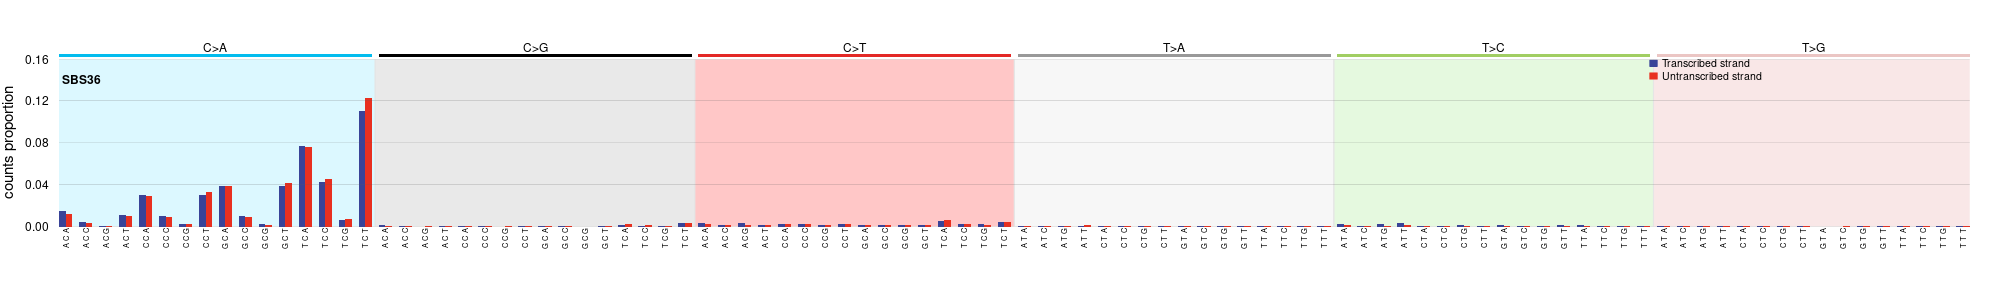 C>A C>G C>T T>A T>C T>G
0.16
SBS36
Transcribed strand
Untranscribed strand
0.12
counts proportion
0.08
0.04
0.00
ACA ACC ACG ACT CCA CCC CCG CCT GCA GCC GCG GCT TCA TCC TCG TCT ACA ACC ACG ACT CCA CCC CCG CCT GCA GCC GCG GCT TCA TCC TCG TCT ACA ACC ACG ACT CCA CCC CCG CCT GCA GCC GCG GCT TCA TCC TCG TCT ATA ATC ATG ATT CTA CTC CTG CTT GTA GTC GTG GTT TTA TTC TTG TTT ATA ATC ATG ATT CTA CTC CTG CTT GTA GTC GTG GTT TTA TTC TTG TTT ATA ATC ATG ATT CTA CTC CTG CTT GTA GTC GTG GTT TTA TTC TTG TTT